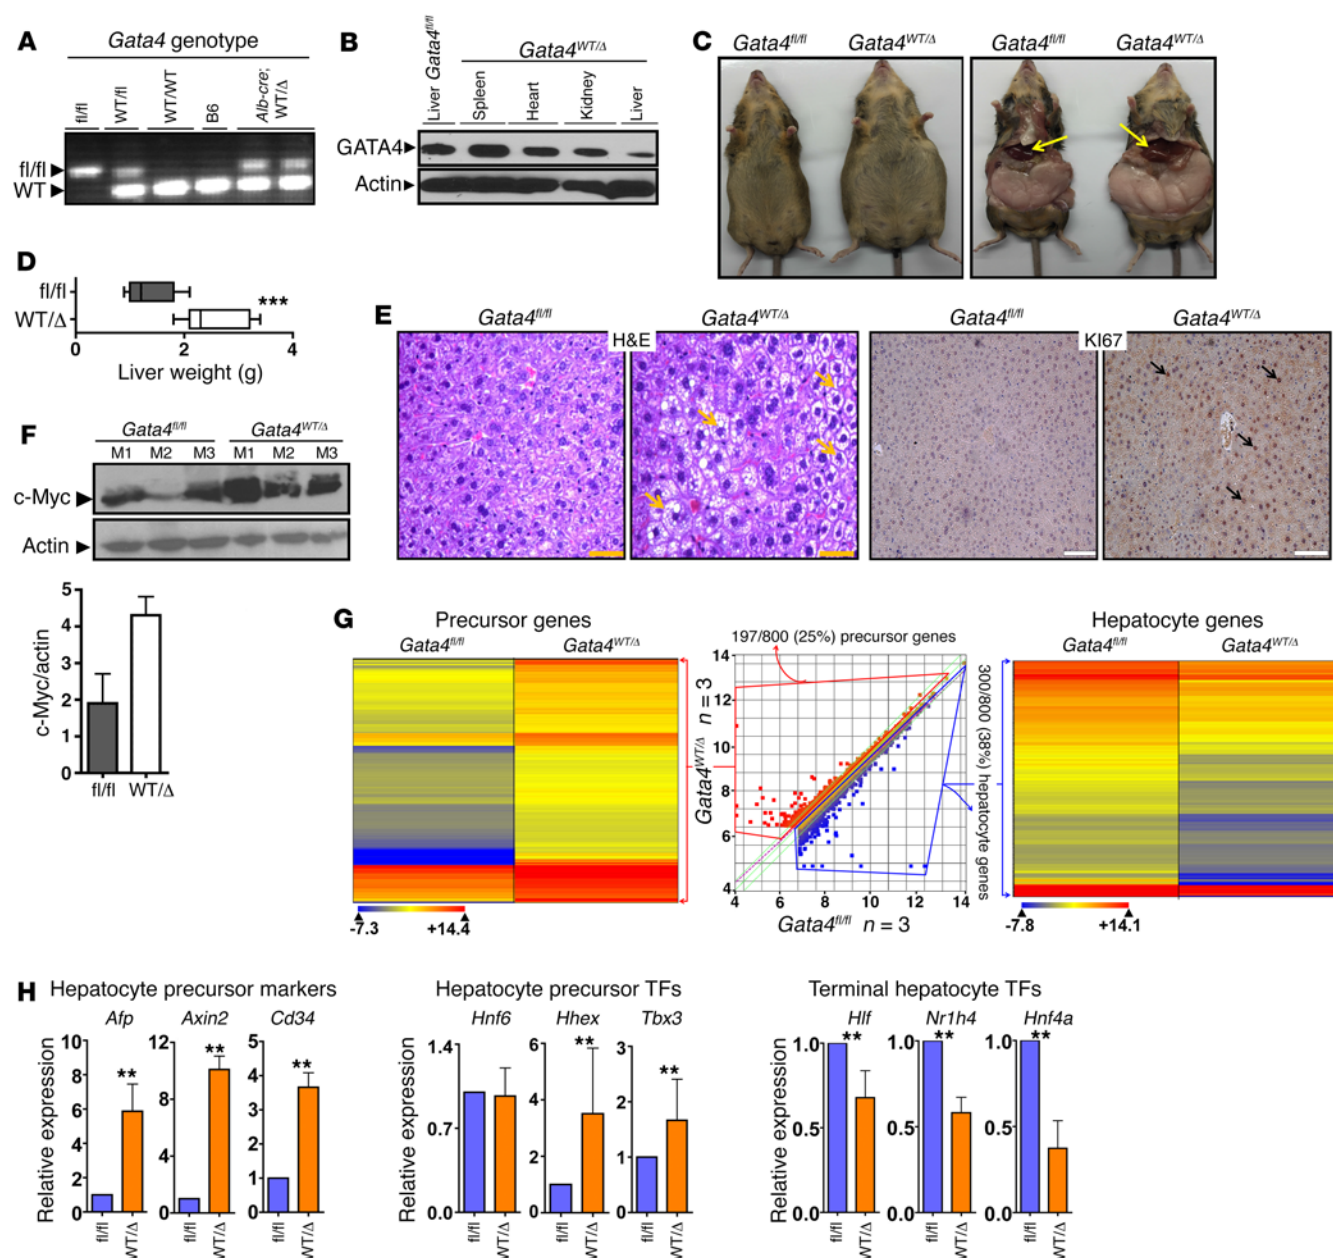 A
Gata4 genotype
fl/fl
WT/fl
WT/WT
B6
Alb-cre;
WT/Δ
fl/fl
WT
B
Liver Gata4fl/fl
Gata4WT/Δ
Spleen
Heart
Kidney
Liver
GATA4
Actin
C
Gata4fl/fl
Gata4WT/Δ
Gata4fl/fl
Gata4WT/Δ
D
fl/fl
WT/Δ
***
0 2 4
Liver weight (g)
E
Gata4fl/fl
Gata4WT/Δ
H&E
Gata4fl/fl
Gata4WT/Δ
KI67
F
Gata4fl/fl
Gata4WT/Δ
M1 M2 M3 M1 M2 M3
c-Myc
Actin
c-Myc/actin
5
4
3
2
1
0
fl/fl WT/Δ
G
Precursor genes
Gata4fl/fl
Gata4WT/Δ
-7.3 +14.4
197/800 (25%) precursor genes
Gata4WT/Δ n = 3
14
12
10
8
6
4
4 6 8 10 12 14
Gata4fl/fl n = 3
300/800 (38%) hepatocyte genes
Hepatocyte genes
Gata4fl/fl
Gata4WT/Δ
-7.8 +14.1
H
Hepatocyte precursor markers
Relative expression
Afp
10
8
6
4
2
0
**
fl/fl
WT/Δ
Axin2
12
8
4
0
**
fl/fl
WT/Δ
Cd34
5
4
3
2
1
0
**
fl/fl
WT/Δ
Hepatocyte precursor TFs
Relative expression
Hnf6
1.4
0.7
0.0
fl/fl
WT/Δ
Hhex
6
4
2
0
**
fl/fl
WT/Δ
Tbx3
3
2
1
0
**
fl/fl
WT/Δ
Terminal hepatocyte TFs
Relative expression
Hlf
1.0
0.5
0.0
**
fl/fl
WT/Δ
Nr1h4
1.0
0.5
0.0
**
fl/fl
WT/Δ
Hnf4a
1.0
0.5
0.0
**
fl/fl
WT/Δ